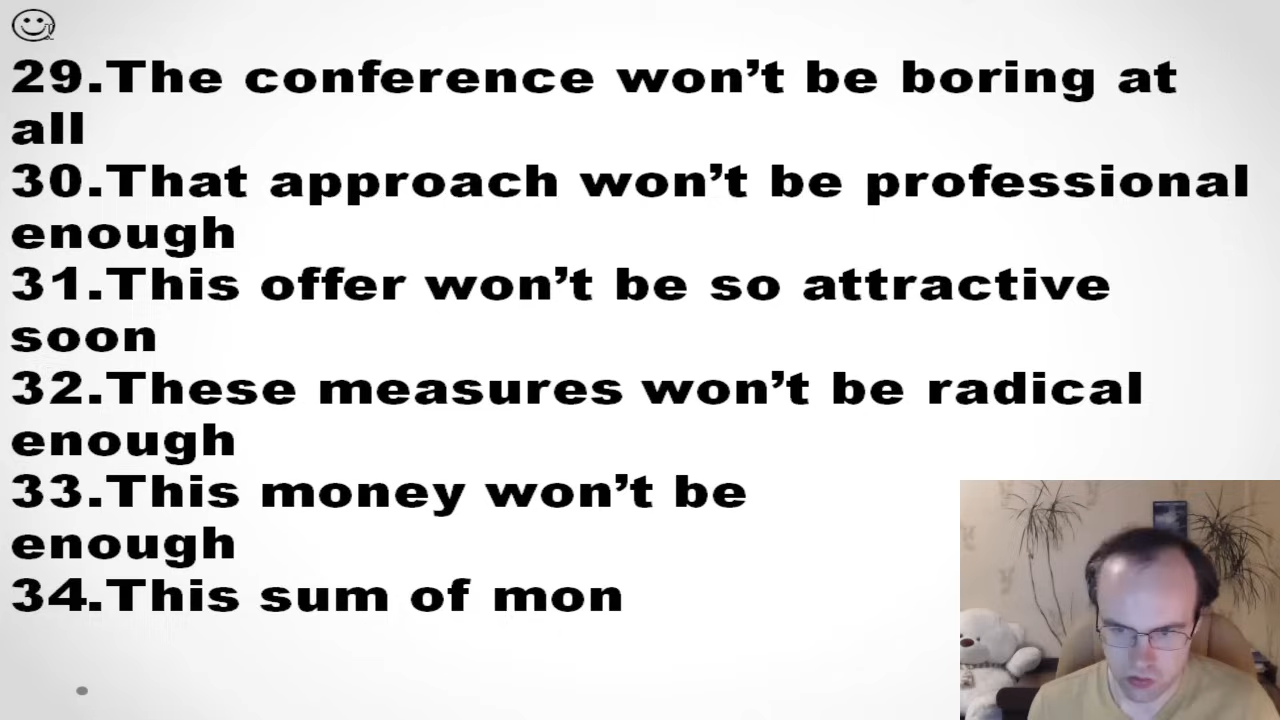 29.The conference won’t be boring at
all
30.That approach won’t be professional
enough
31.This offer won’t be so attractive
soon
32.These measures won’t be radical
enough
33.This money won’t be
enough
34.This sum of mon